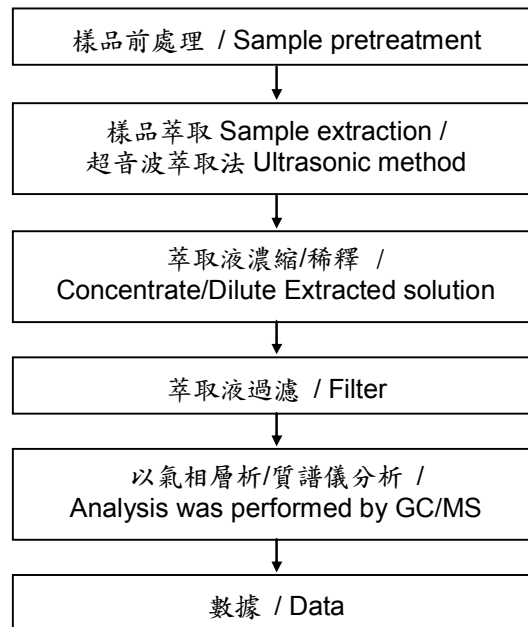 樣品前處理 / Sample pretreatment
樣品萃取 Sample extraction /
超音波萃取法 Ultrasonic method
萃取液濃縮/稀釋 /
Concentrate/Dilute Extracted solution
萃取液過濾 / Filter
以氣相層析/質譜儀分析 /
Analysis was performed by GC/MS
數據 / Data